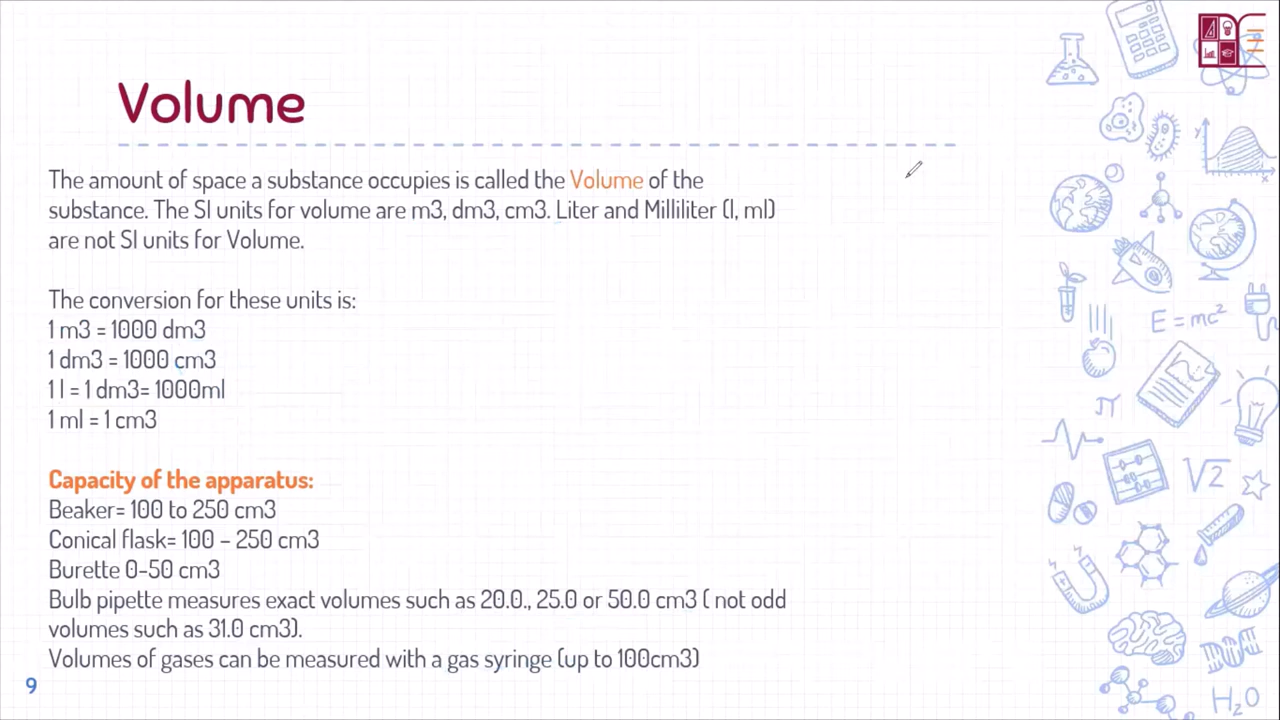 Volume
The amount of space a substance occupies is called the Volume of the
substance. The SI units for volume are m3, dm3, cm3. Liter and Milliliter (l, ml)
are not SI units for Volume.
The conversion for these units is:
1 m3 = 1000 dm3
1 dm3 = 1000 cm3
1 l = 1 dm3= 1000ml
1 ml = 1 cm3
Capacity of the apparatus:
Beaker= 100 to 250 cm3
Conical flask= 100 – 250 cm3
Burette 0-50 cm3
Bulb pipette measures exact volumes such as 20.0., 25.0 or 50.0 cm3 ( not odd
volumes such as 31.0 cm3).
Volumes of gases can be measured with a gas syringe (up to 100cm3)
9
y
x
E = mc²
π
√2
H₂O